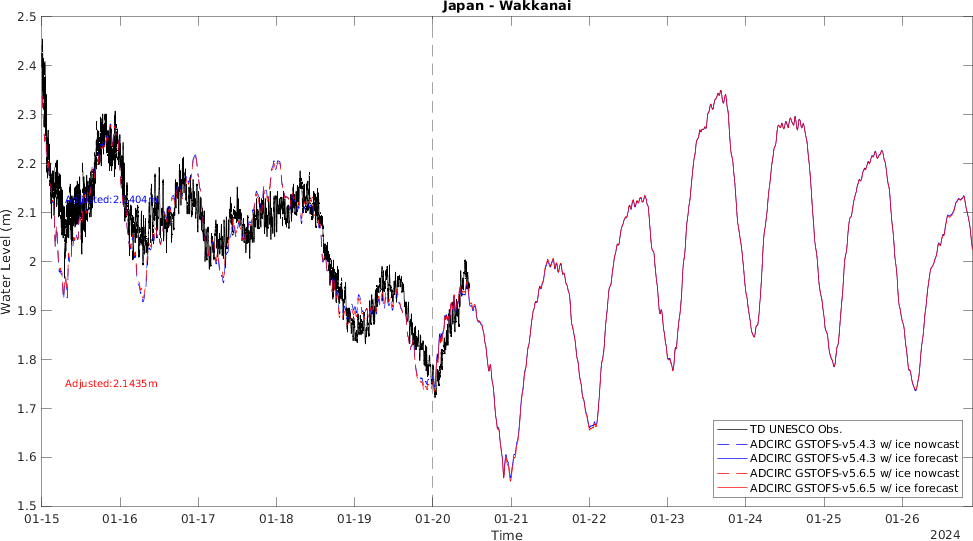 Japan - Wakkanai
2.5
2.4
2.3
2.2
2.1
2
1.9
1.8
1.7
1.6
1.5
Water Level (m)
Adjusted:2.1404m
Adjusted:2.1435m
TD UNESCO Obs.
ADCIRC GSTOFS-v5.4.3 w/ ice nowcast
ADCIRC GSTOFS-v5.4.3 w/ ice forecast
ADCIRC GSTOFS-v5.6.5 w/ ice nowcast
ADCIRC GSTOFS-v5.6.5 w/ ice forecast
01-15 01-16 01-17 01-18 01-19 01-20 01-21 01-22 01-23 01-24 01-25 01-26
Time
2024